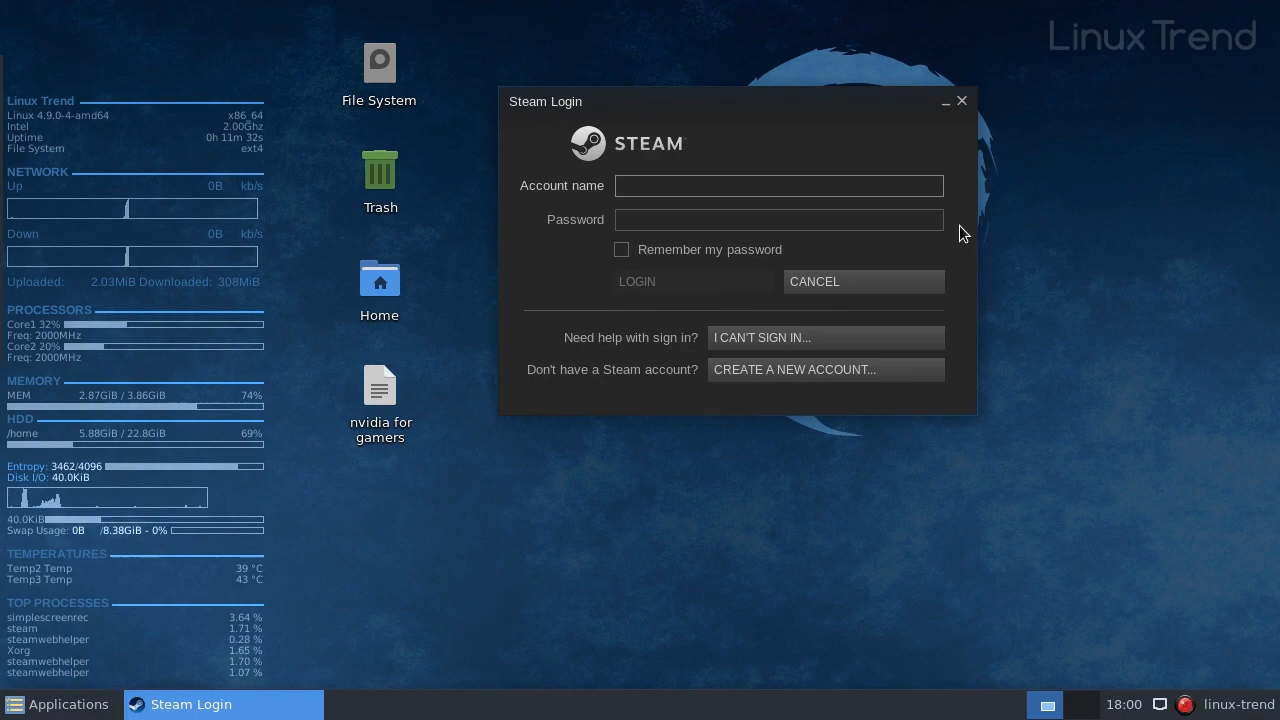 Linux Trend
Linux Trend
Linux 4.9.0-4-amd64 x86_64
Intel 2.00Ghz
Uptime 0h 11m 32s
File System ext4
NETWORK
Up 0B kb/s
Down 0B kb/s
Uploaded: 2.03MiB Downloaded: 308MiB
PROCESSORS
Core1 32%
Freq: 2000MHz
Core2 20%
Freq: 2000MHz
MEMORY
MEM 2.87GiB / 3.86GiB 74%
HDD
/home 5.88GiB / 22.8GiB 69%
Entropy: 3462/4096
Disk I/O: 40.0KiB
40.0KiB
Swap Usage: 0B /8.38GiB - 0%
TEMPERATURES
Temp2 Temp 39 °C
Temp3 Temp 43 °C
TOP PROCESSES
simplescreenrec 3.64 %
steam 1.71 %
steamwebhelper 0.28 %
Xorg 1.65 %
steamwebhelper 1.70 %
steamwebhelper 1.07 %
File System
Trash
Home
nvidia for
gamers
Steam Login
STEAM
Account name
Password
Remember my password
LOGIN CANCEL
Need help with sign in? I CAN'T SIGN IN...
Don't have a Steam account? CREATE A NEW ACCOUNT...
Applications Steam Login 18:00 linux-trend